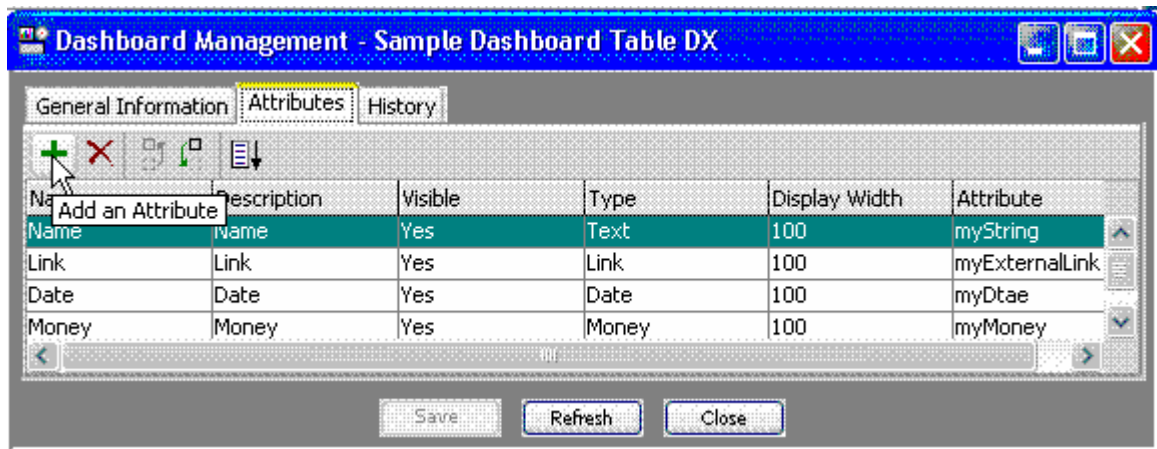 Dashboard Management - Sample Dashboard Table DX
General Information Attributes History
Na Description Visible Type Display Width Attribute
Add an Attribute
Name Name Yes Text 100 myString
Link Link Yes Link 100 myExternalLink
Date Date Yes Date 100 myDtae
Money Money Yes Money 100 myMoney
Save Refresh Close